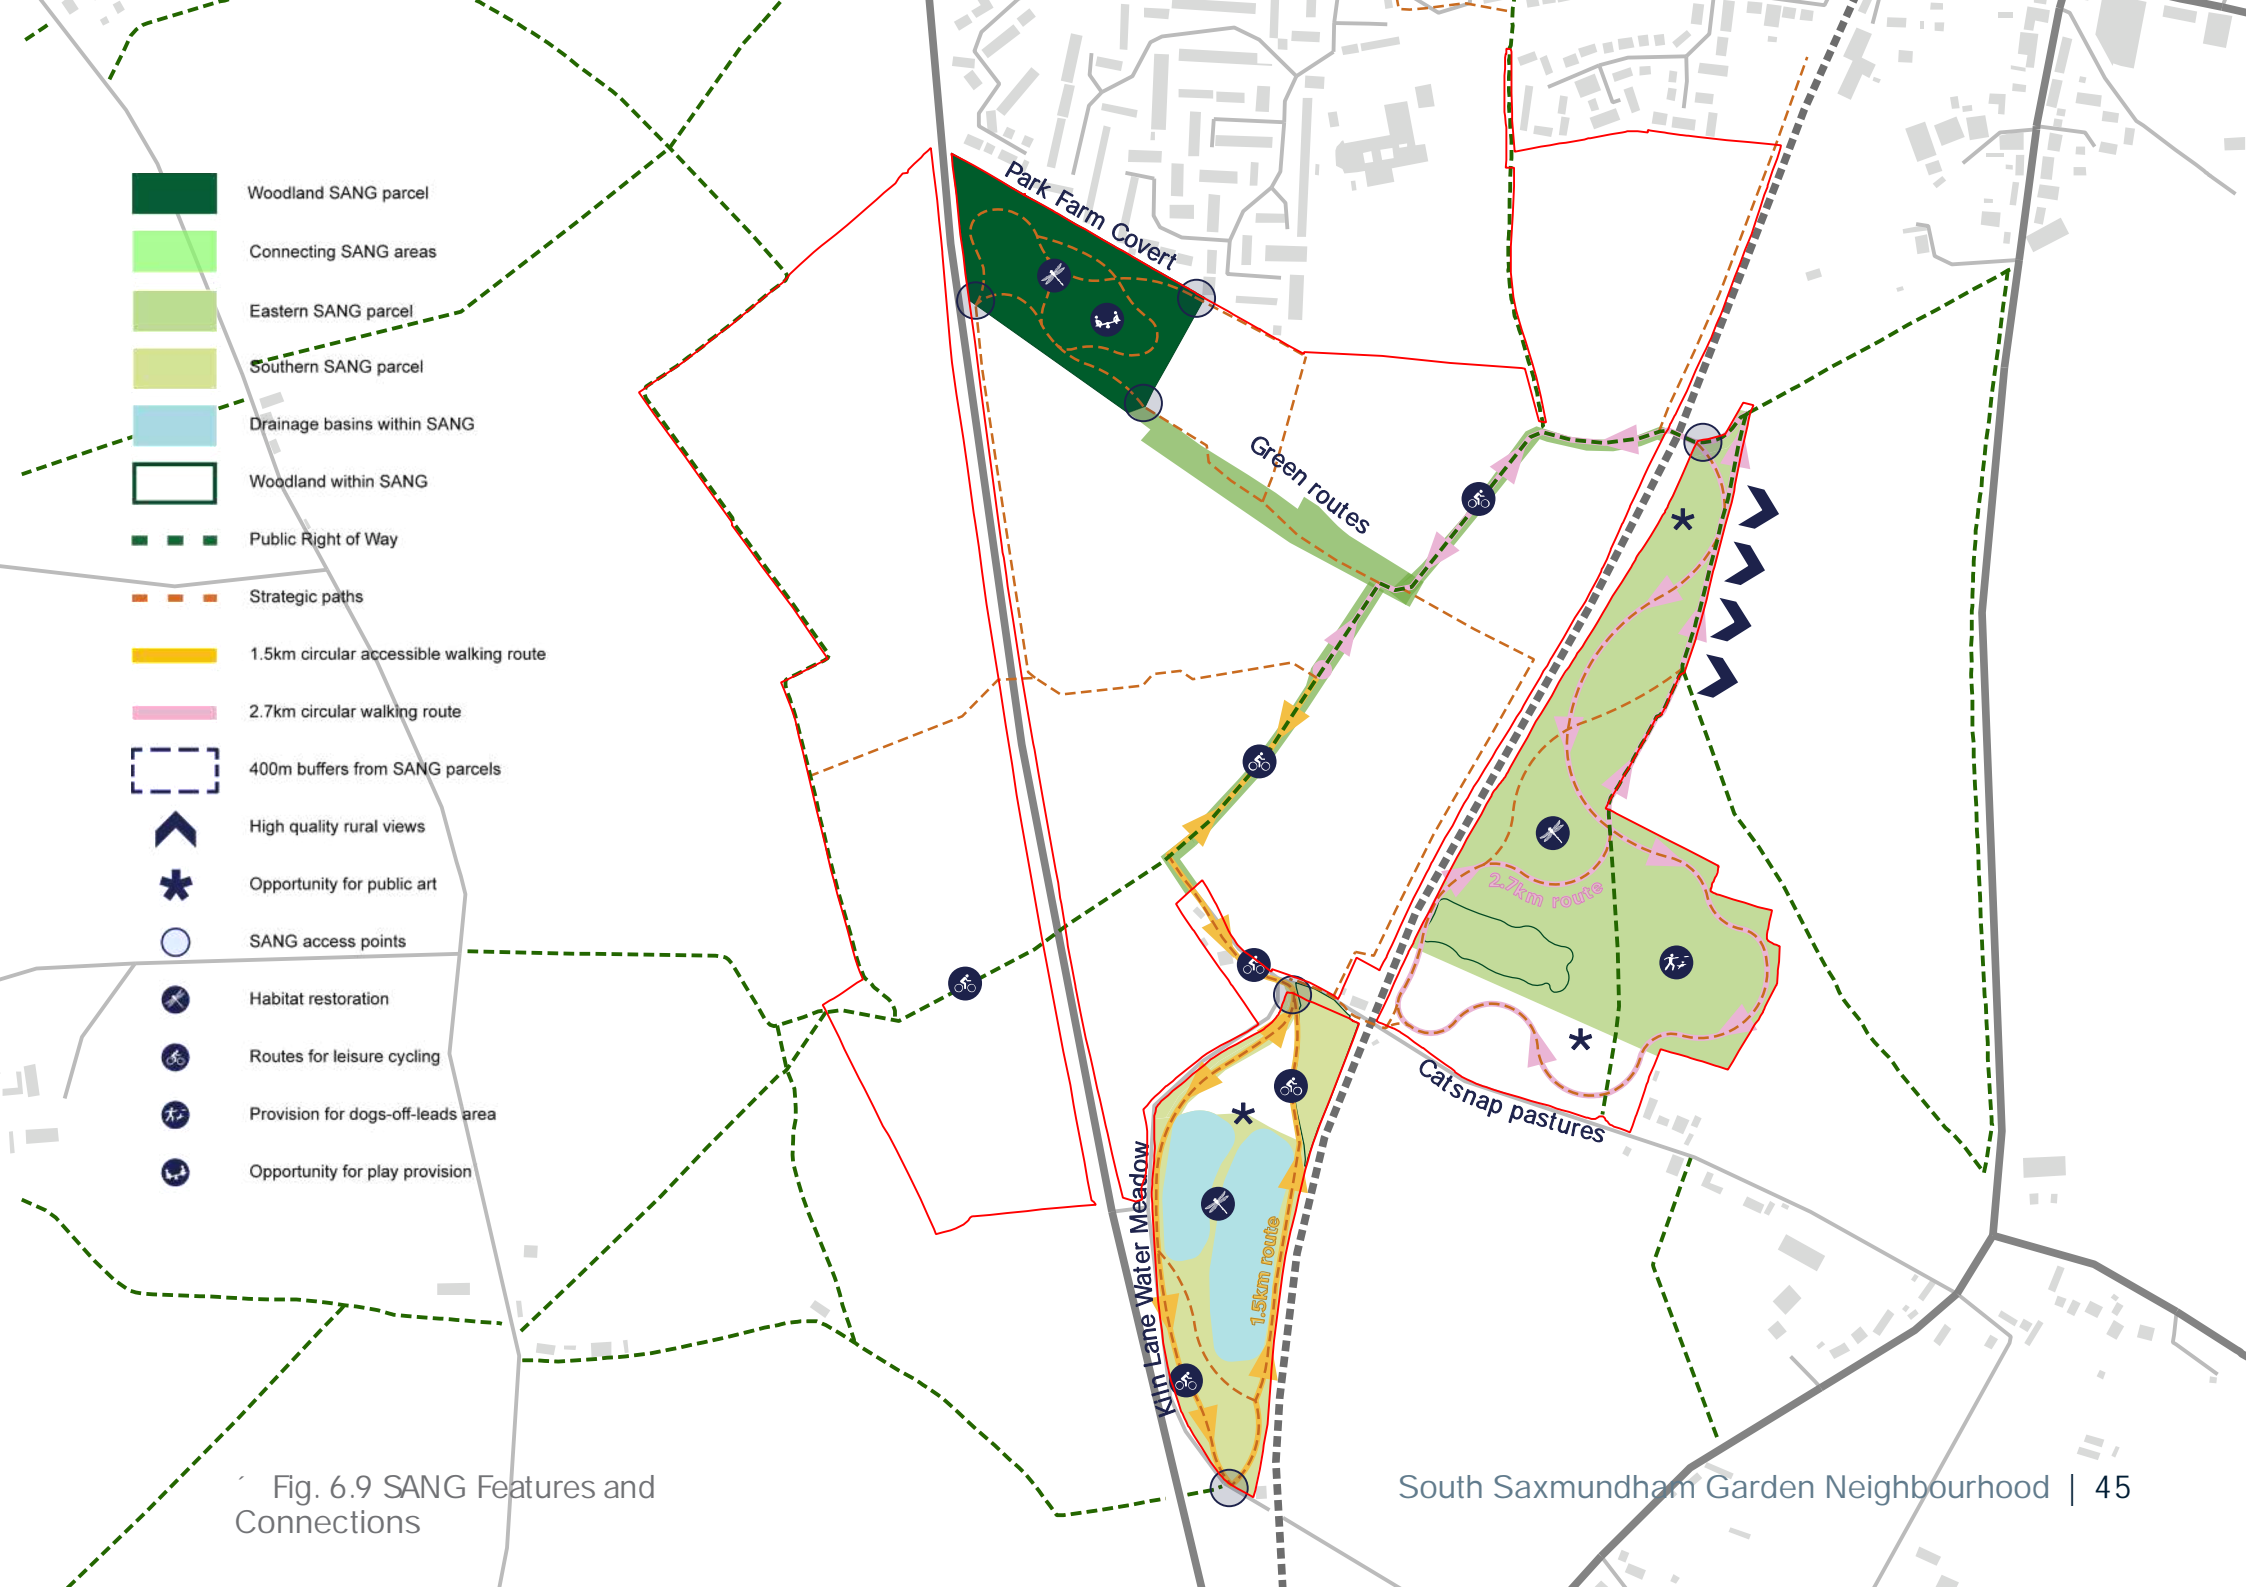 Woodland SANG parcel
Connecting SANG areas
Eastern SANG parcel
Southern SANG parcel
Drainage basins within SANG
Woodland within SANG
Public Right of Way
Strategic paths
1.5km circular accessible walking route
2.7km circular walking route
400m buffers from SANG parcels
High quality rural views
Opportunity for public art
SANG access points
Habitat restoration
Routes for leisure cycling
Provision for dogs-off-leads area
Opportunity for play provision
Park Farm Covert
Green routes
2.7km route
Catsnap pastures
Kiln Lane Water Meadow
1.5km route
Fig. 6.9 SANG Features and
Connections
South Saxmundham Garden Neighbourhood | 45